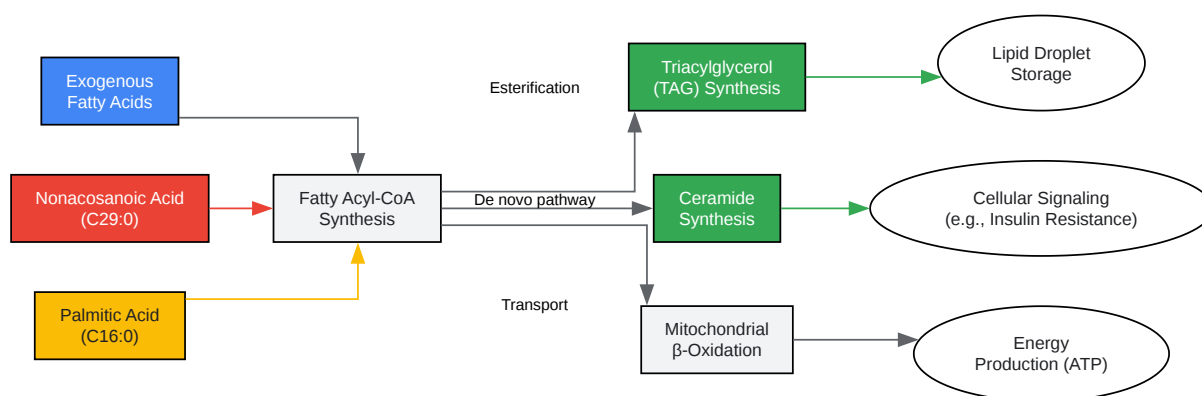 Exogenous
Fatty Acids
Nonacosanoic Acid
(C29:0)
Palmitic Acid
(C16:0)
Fatty Acyl-CoA
Synthesis
Esterification
De novo pathway
Transport
Triacylglycerol
(TAG) Synthesis
Ceramide
Synthesis
Mitochondrial
β-Oxidation
Lipid Droplet
Storage
Cellular Signaling
(e.g., Insulin Resistance)
Energy
Production (ATP)